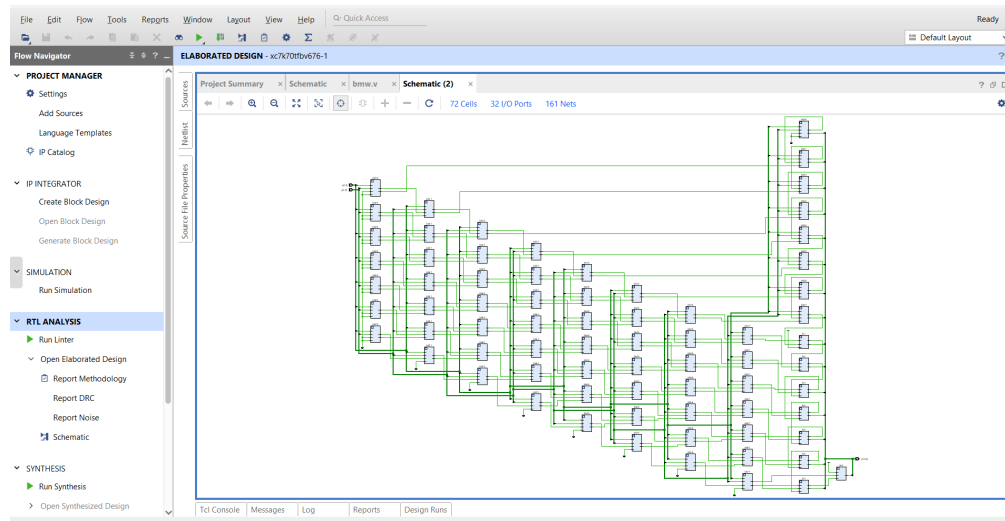 File Edit Flow Tools Reports Window Layout View Help Quick Access Ready
Default Layout
Flow Navigator ELABORATED DESIGN - xc7k70tfbv676-1 ?
PROJECT MANAGER
Settings
Add Sources
Language Templates
IP Catalog
IP INTEGRATOR
Create Block Design
Open Block Design
Generate Block Design
SIMULATION
Run Simulation
RTL ANALYSIS
Run Linter
Open Elaborated Design
Report Methodology
Report DRC
Report Noise
Schematic
SYNTHESIS
Run Synthesis
Open Synthesized Design
Sources
Netlist
Source File Properties
Project Summary × Schematic × bmw.v × Schematic (2) ×
72 Cells 32 I/O Ports 161 Nets
Tcl Console Messages Log Reports Design Runs